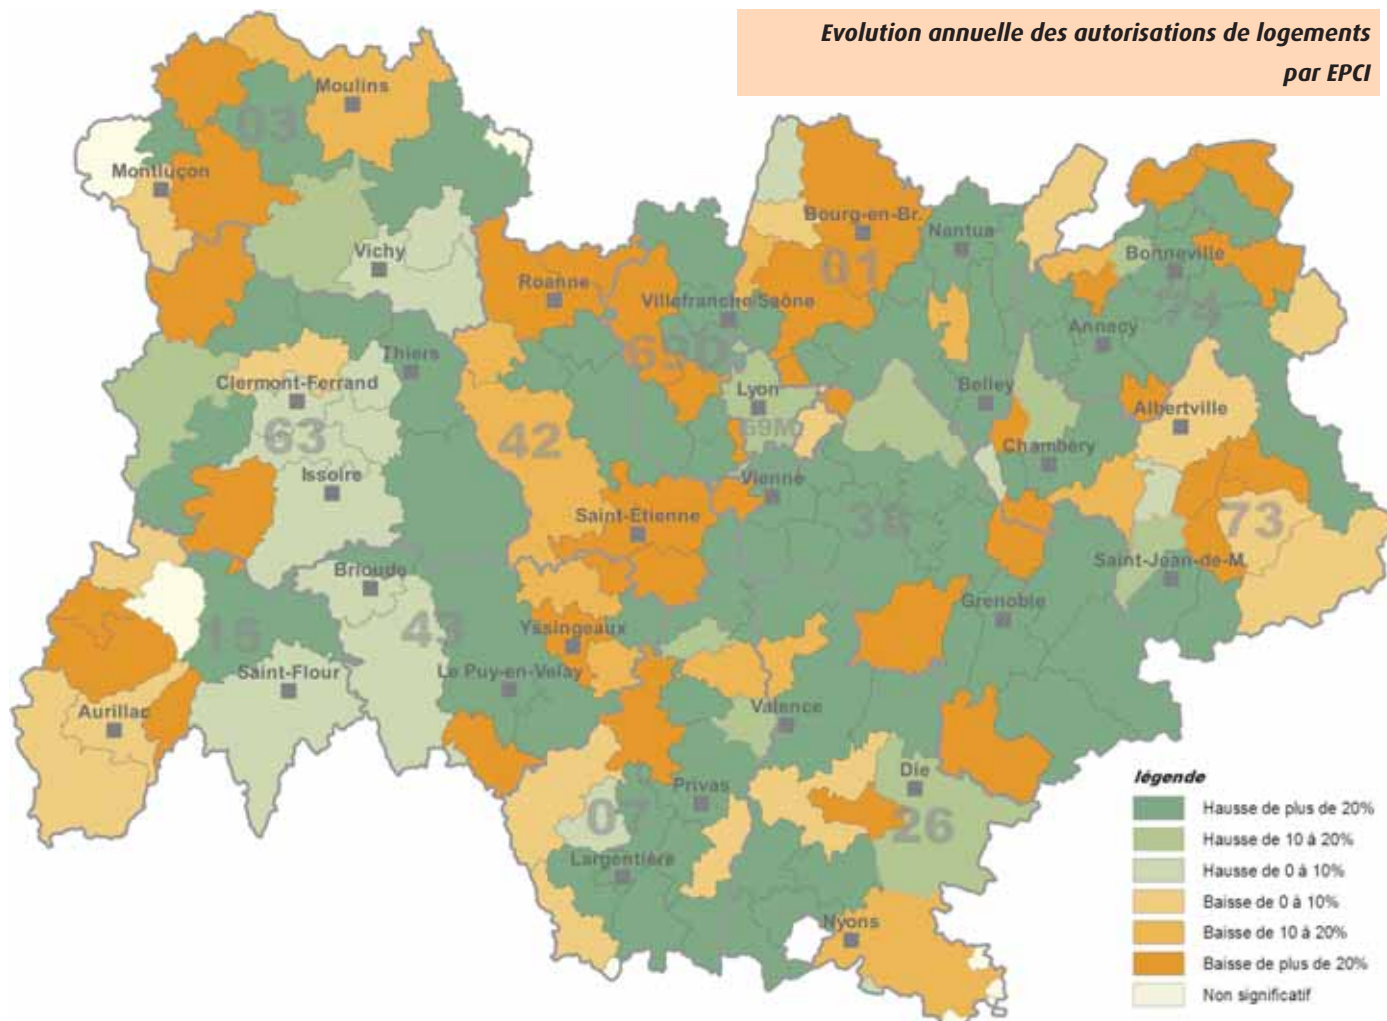 Evolution annuelle des autorisations de logements
par EPCI
Moulins
03
Montluçon
Vichy
Bourg-en-Br.
Nantua
01
Bonneville
74
Roanne
Villefranche/Saône
69D
Annecy
Thiers
Clermont-Ferrand
63
Lyon
69M
Belley
Albertville
42
Chambéry
Issoire
Vienne
Saint-Étienne
38
73
Saint-Jean-de-M.
Brioude
Grenoble
15
43
Yssingeaux
Saint-Flour
Le Puy-en-Velay
Aurillac
Valence
Die
Privas
07
26
Largentière
Nyons
légende
Hausse de plus de 20%
Hausse de 10 à 20%
Hausse de 0 à 10%
Baisse de 0 à 10%
Baisse de 10 à 20%
Baisse de plus de 20%
Non significatif